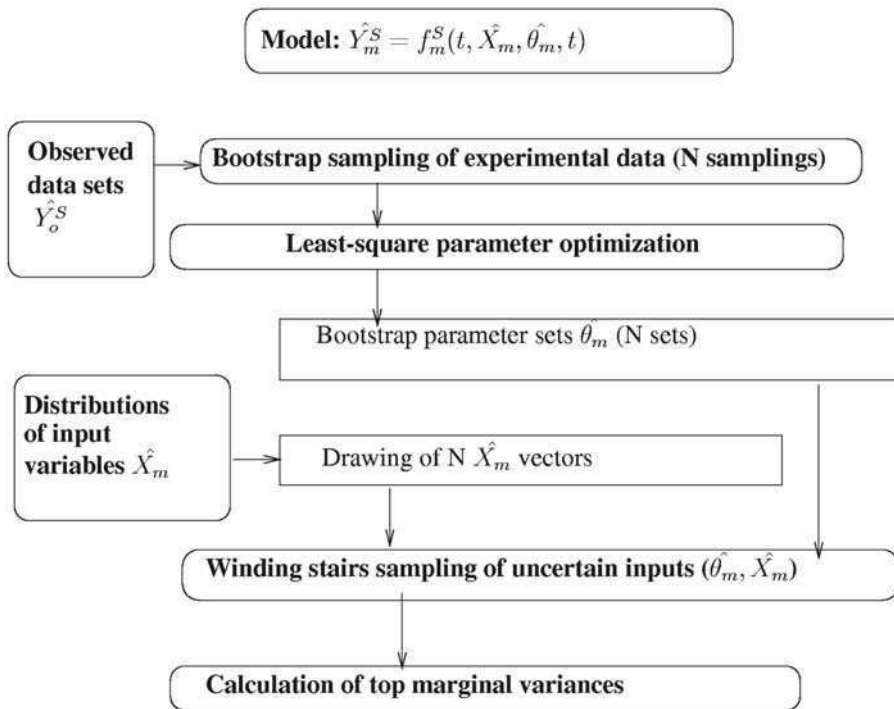 Model: $\hat{Y_m^S} = f_m^S(t, \hat{X_m}, \hat{\theta_m}, t)$
Observed
data sets
$\hat{Y_o^S}$
Bootstrap sampling of experimental data (N samplings)
Least-square parameter optimization
Bootstrap parameter sets $\hat{\theta_m}$ (N sets)
Distributions
of input
variables $\hat{X_m}$
Drawing of N $\hat{X_m}$ vectors
Winding stairs sampling of uncertain inputs ($\hat{\theta_m}, \hat{X_m}$)
Calculation of top marginal variances